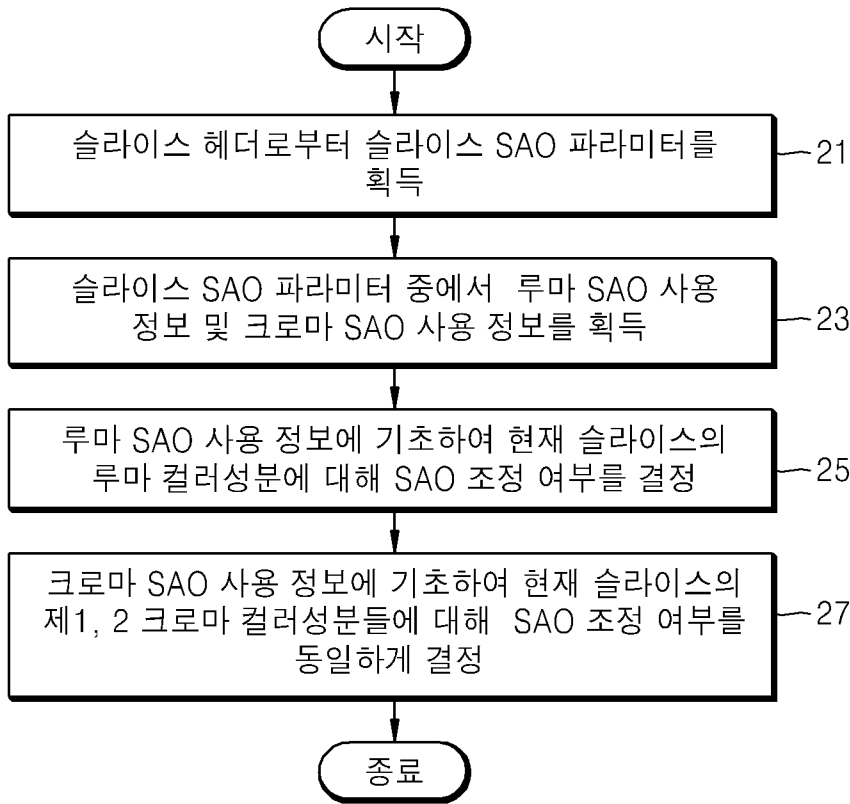 시작
슬라이스 헤더로부터 슬라이스 SAO 파라미터를
획득
21
슬라이스 SAO 파라미터 중에서 루마 SAO 사용
정보 및 크로마 SAO 사용 정보를 획득
23
루마 SAO 사용 정보에 기초하여 현재 슬라이스의
루마 컬러성분에 대해 SAO 조정 여부를 결정
25
크로마 SAO 사용 정보에 기초하여 현재 슬라이스의
제1, 2 크로마 컬러성분들에 대해 SAO 조정 여부를
동일하게 결정
27
종료